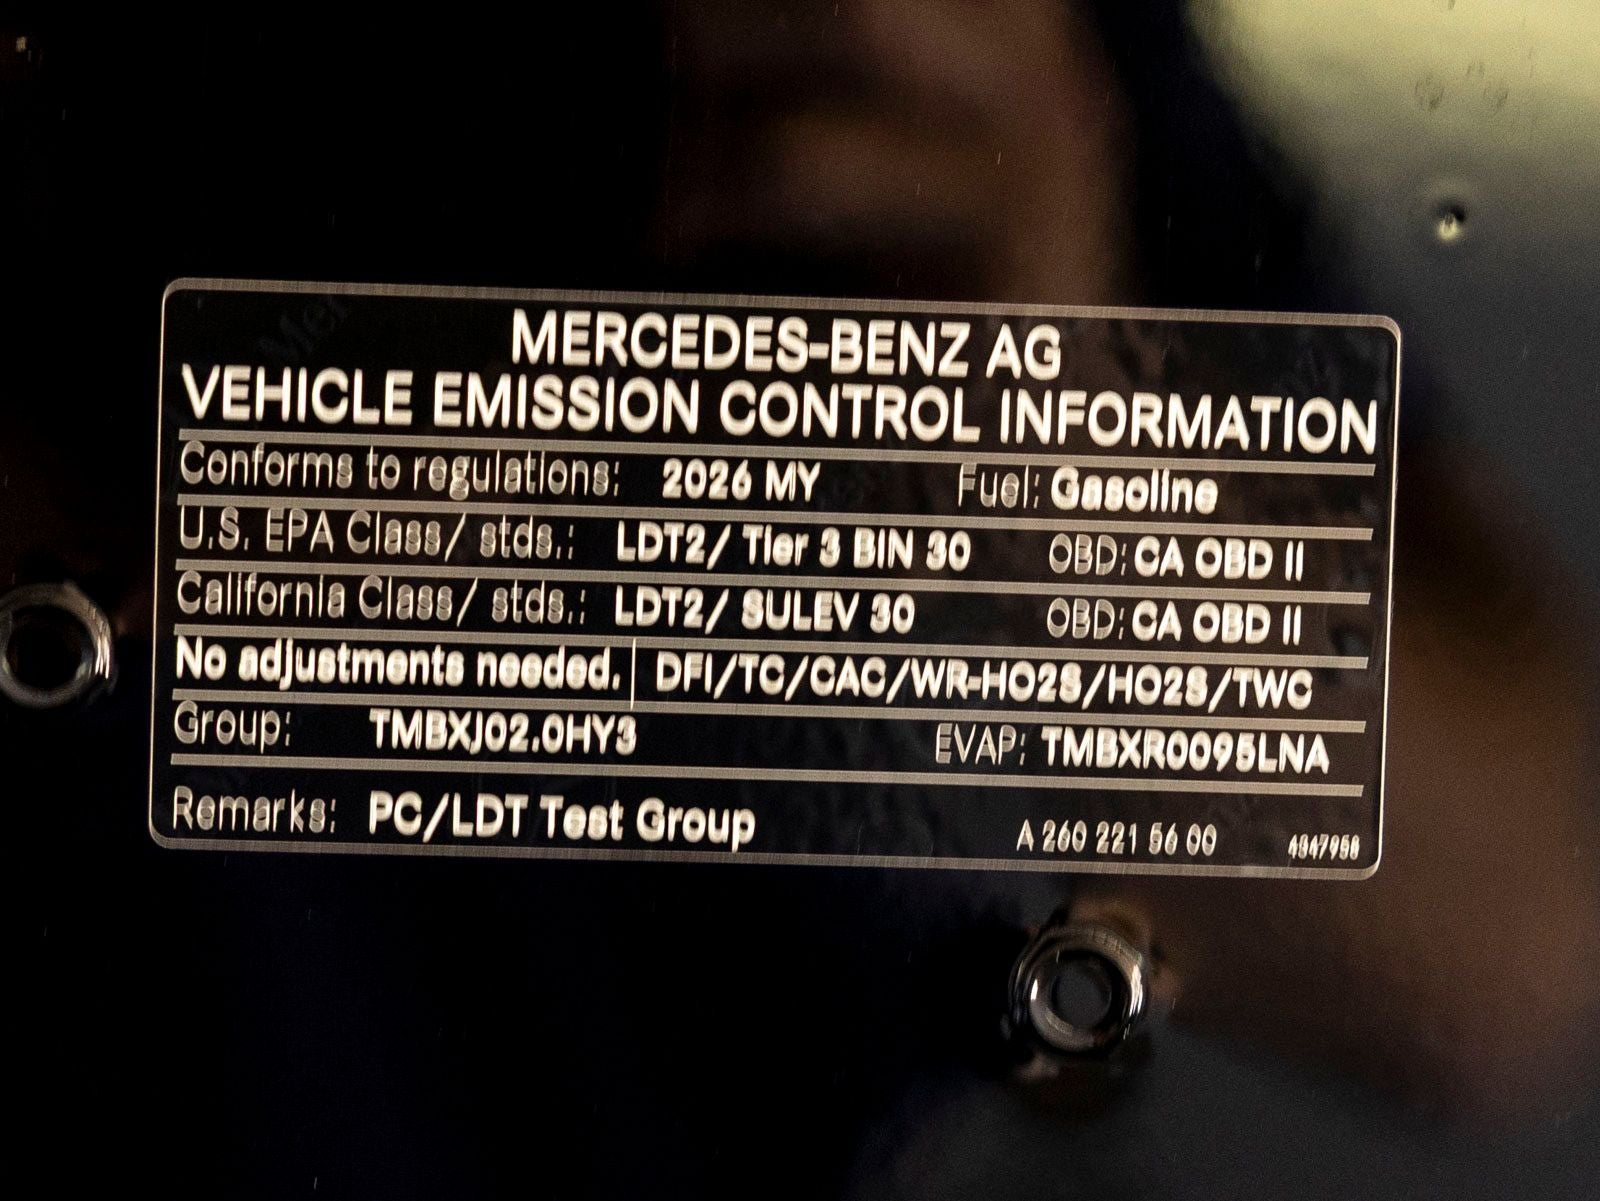 MERCEDES-BENZ AG
VEHICLE EMISSION CONTROL INFORMATION
Conforms to regulations: 2026 MY Fuel: Gasoline
U.S. EPA Class/ stds.: LDT2/ Tier 3 BIN 30 OBD: CA OBD II
California Class/ stds.: LDT2/ SULEV 30 OBD: CA OBD II
No adjustments needed. DFI/TC/CAC/WR-HO2S/HO2S/TWC
Group: TMBXJ02.0HY3 EVAP: TMBXR0095LNA
Remarks: PC/LDT Test Group A 260 221 56 00